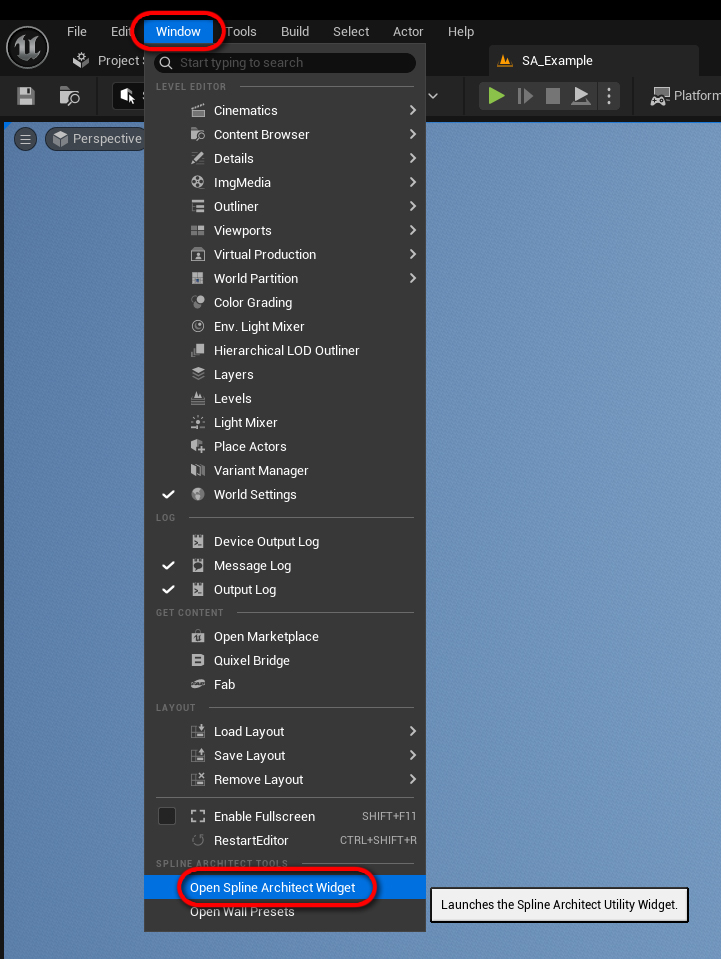 File Edit Window Tools Build Select Actor Help
Project S
SA_Example
Platform
Perspective
Start typing to search
LEVEL EDITOR
Cinematics
Content Browser
Details
ImgMedia
Outliner
Viewports
Virtual Production
World Partition
Color Grading
Env. Light Mixer
Hierarchical LOD Outliner
Layers
Levels
Light Mixer
Place Actors
Variant Manager
World Settings
LOG
Device Output Log
Message Log
Output Log
GET CONTENT
Open Marketplace
Quixel Bridge
Fab
LAYOUT
Load Layout
Save Layout
Remove Layout
Enable Fullscreen SHIFT+F11
RestartEditor CTRL+SHIFT+R
SPLINE ARCHITECT TOOLS
Open Spline Architect Widget
Launches the Spline Architect Utility Widget.
Open Wall Presets